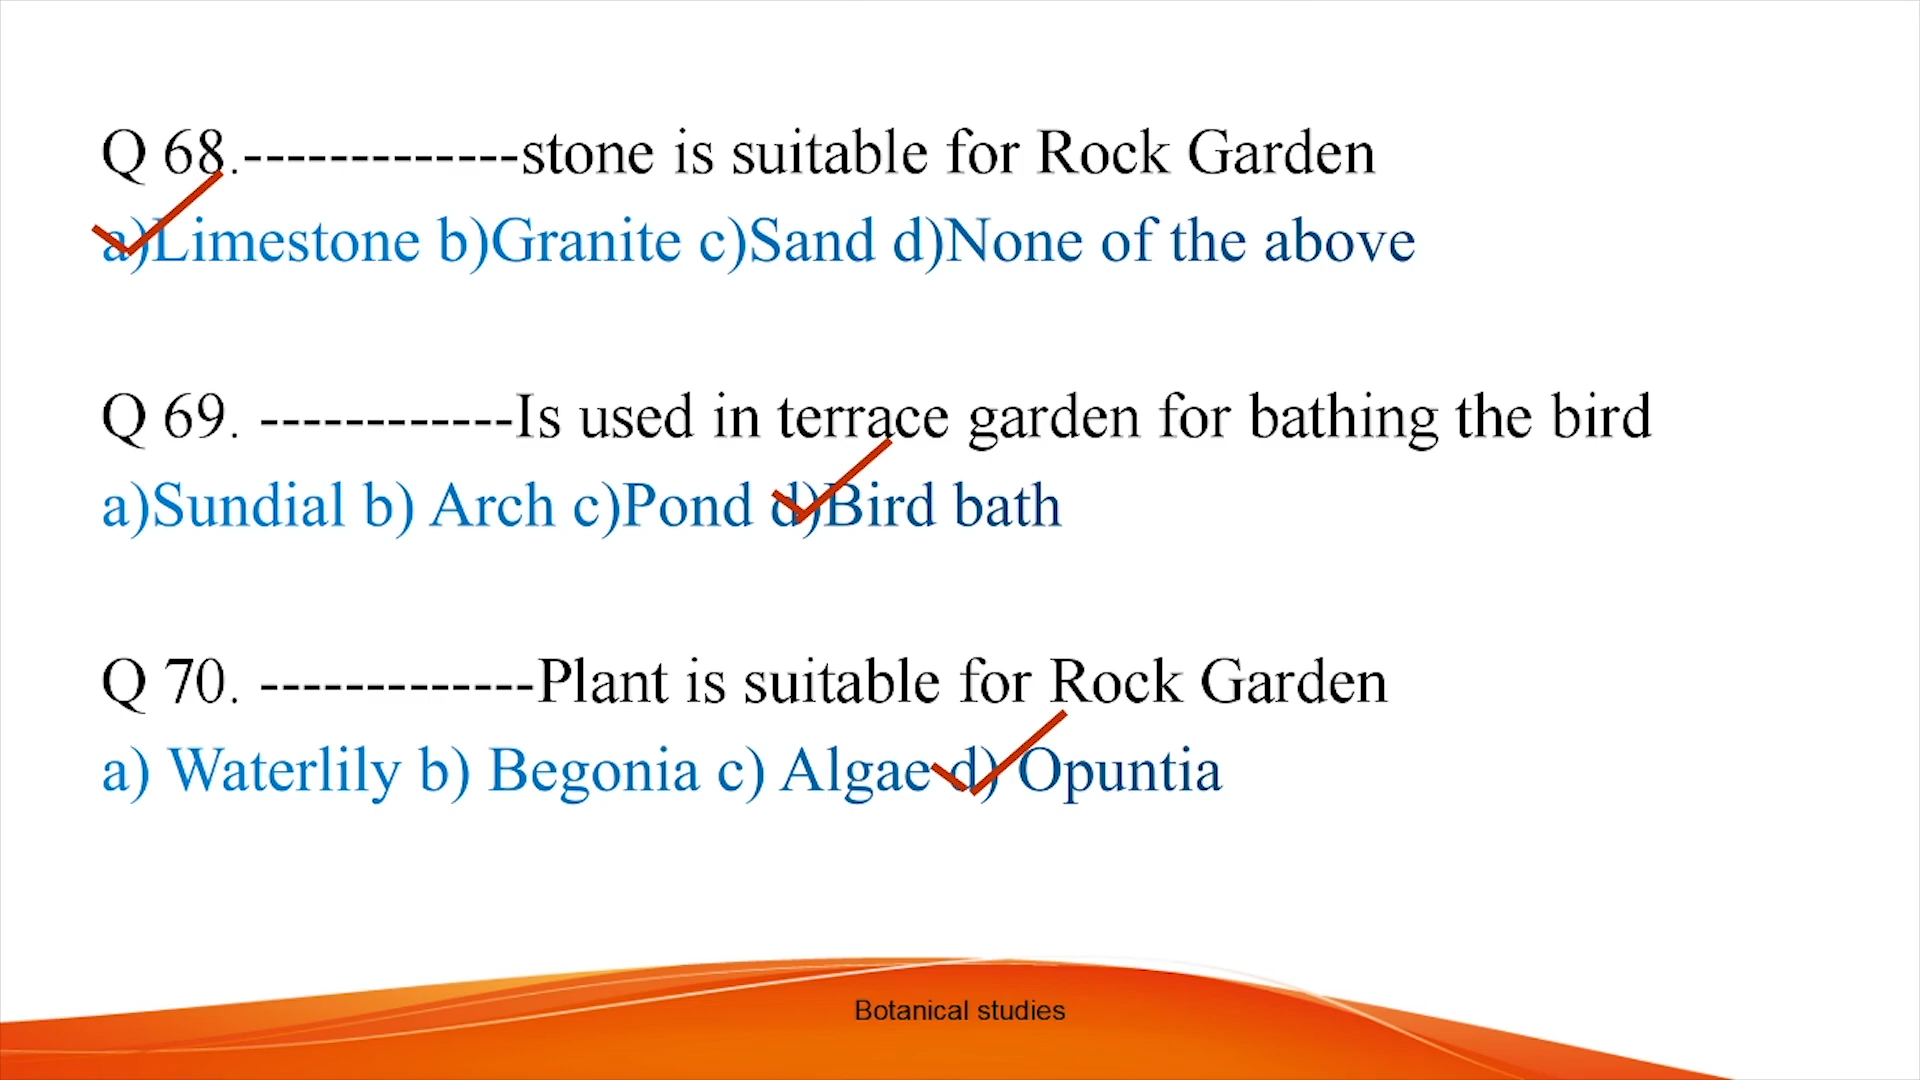 Q 68.-------------stone is suitable for Rock Garden
a)Limestone b)Granite c)Sand d)None of the above
Q 69. ------------Is used in terrace garden for bathing the bird
a)Sundial b) Arch c)Pond d)Bird bath
Q 70. -------------Plant is suitable for Rock Garden
a) Waterlily b) Begonia c) Algae d) Opuntia
Botanical studies